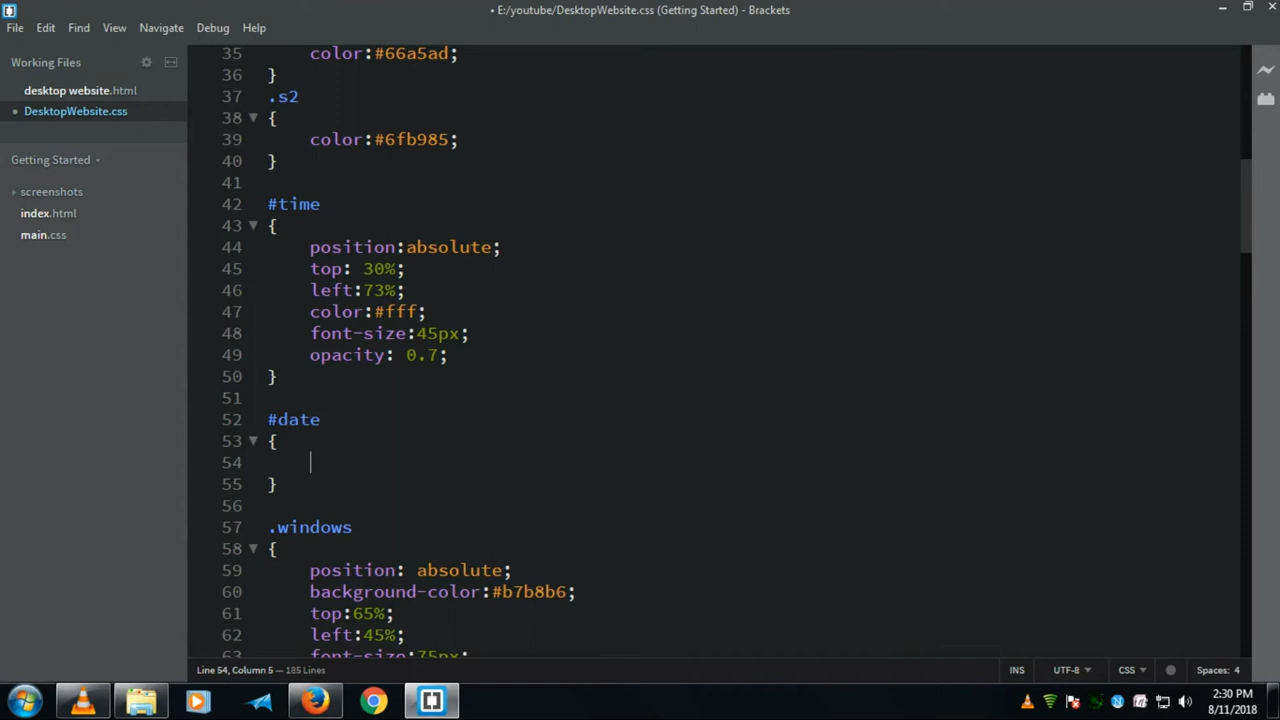 • E:/youtube/DesktopWebsite.css (Getting Started) - Brackets
File Edit Find View Navigate Debug Help
Working Files
desktop website.html
• DesktopWebsite.css
Getting Started
screenshots
index.html
main.css
35 color:#66a5ad;
36 }
37 .s2
38 {
39 color:#6fb985;
40 }
41
42 #time
43 {
44 position:absolute;
45 top: 30%;
46 left:73%;
47 color:#fff;
48 font-size:45px;
49 opacity: 0.7;
50 }
51
52 #date
53 {
54
55 }
56
57 .windows
58 {
59 position: absolute;
60 background-color:#b7b8b6;
61 top:65%;
62 left:45%;
63 font-size:75px;
Line 54, Column 5 — 185 Lines
INS UTF-8 CSS Spaces: 4
2:30 PM
8/11/2018